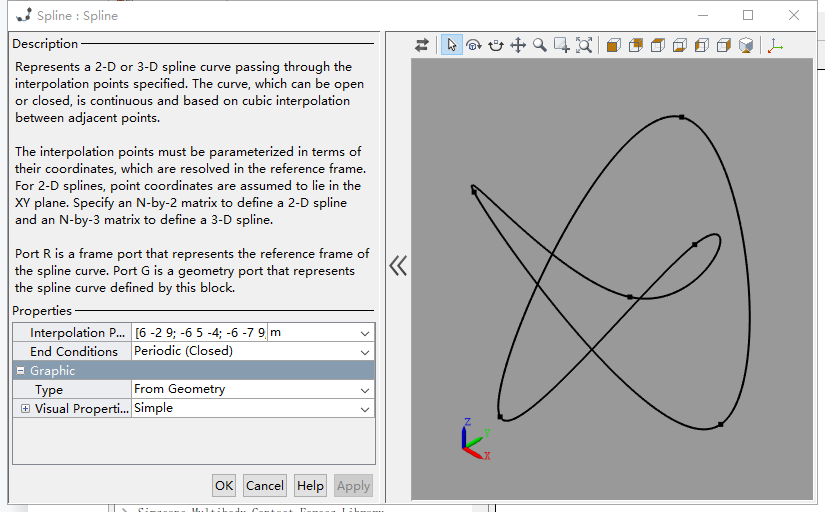 Spline : Spline
Description
Represents a 2-D or 3-D spline curve passing through the
interpolation points specified. The curve, which can be open
or closed, is continuous and based on cubic interpolation
between adjacent points.
The interpolation points must be parameterized in terms of
their coordinates, which are resolved in the reference frame.
For 2-D splines, point coordinates are assumed to lie in the
XY plane. Specify an N-by-2 matrix to define a 2-D spline
and an N-by-3 matrix to define a 3-D spline.
Port R is a frame port that represents the reference frame of
the spline curve. Port G is a geometry port that represents
the spline curve defined by this block.
Properties
Interpolation P... [6 -2 9; -6 5 -4; -6 -7 9 m
End Conditions Periodic (Closed)
Graphic
Type From Geometry
Visual Properti... Simple
OK Cancel Help Apply
Z
Y
X
Simscape Multibody Contact Forces Library